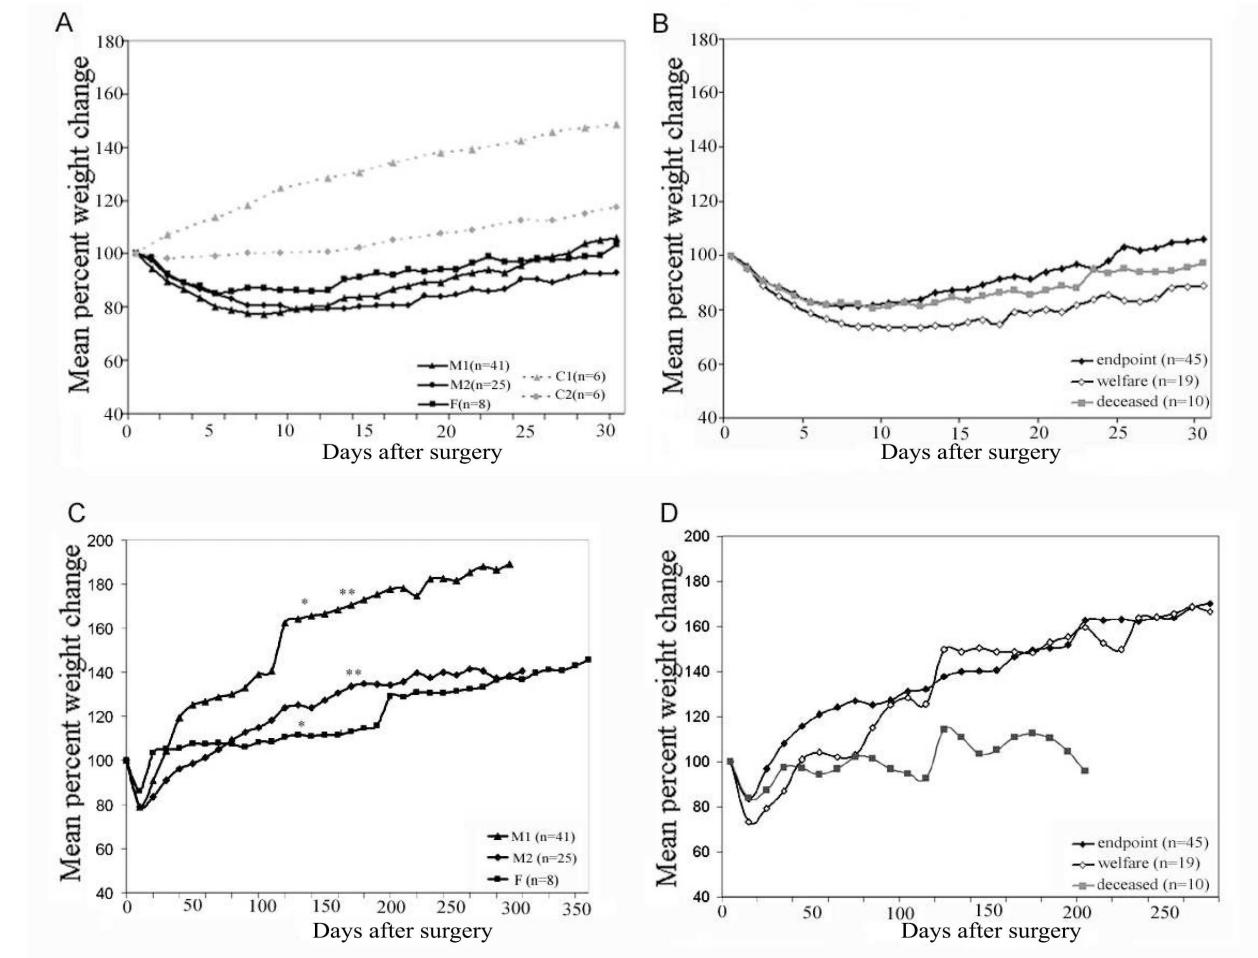 A
Mean percent weight change
180
160
140
120
100
80
60
40
0 5 10 15 20 25 30
Days after surgery
M1(n=41)
M2(n=25)
F(n=8)
C1(n=6)
C2(n=6)
B
Mean percent weight change
180
160
140
120
100
80
60
40
0 5 10 15 20 25 30
Days after surgery
endpoint (n=45)
welfare (n=19)
deceased (n=10)
C
Mean percent weight change
200
180
160
140
120
100
80
60
40
0 50 100 150 200 250 300 350
Days after surgery
* **
**
*
M1 (n=41)
M2 (n=25)
F (n=8)
D
Mean percent weight change
200
180
160
140
120
100
80
60
40
0 50 100 150 200 250
Days after surgery
endpoint (n=45)
welfare (n=19)
deceased (n=10)